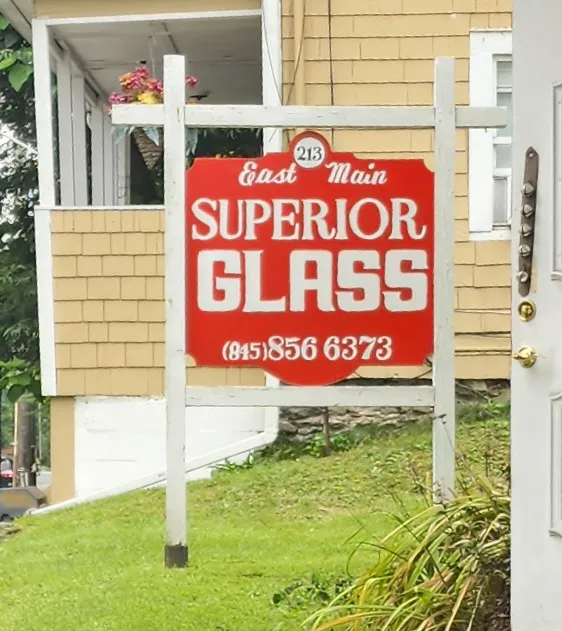 213
East Main
SUPERIOR
GLASS
(845)856 6373